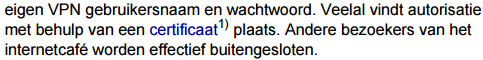 eigen VPN gebruikersnaam en wachtwoord. Veelal vindt autorisatie
met behulp van een certificaat1) plaats. Andere bezoekers van het
internetcafé worden effectief buitengesloten.